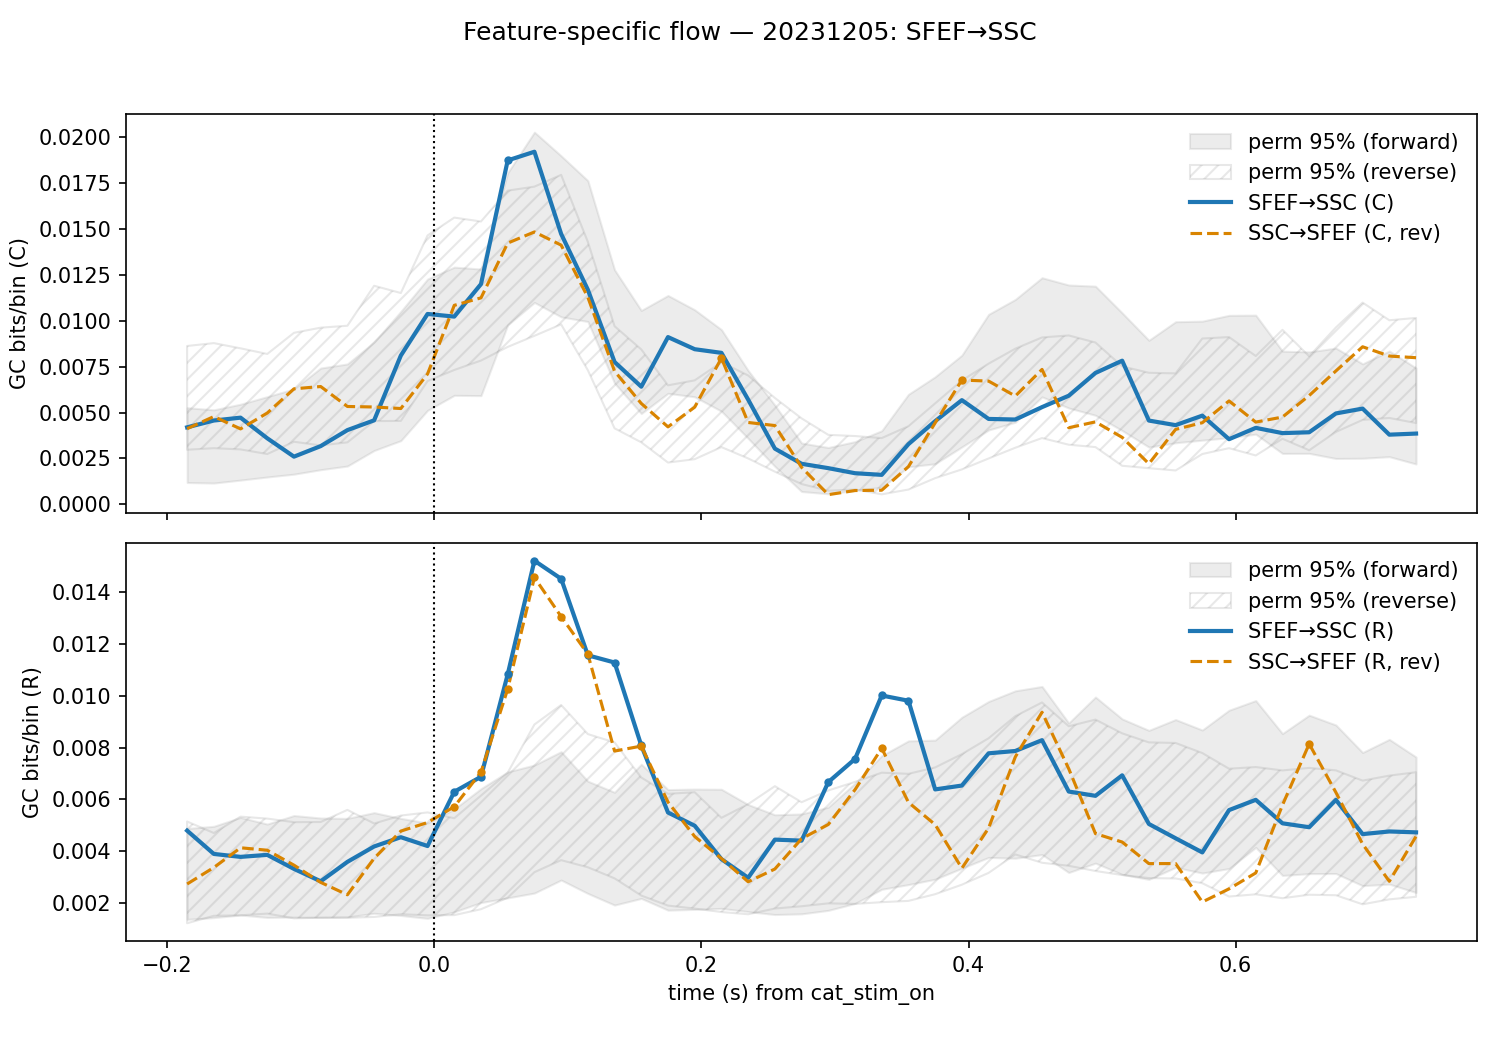 Feature-specific flow — 20231205: SFEF→SSC
GC bits/bin (C)
0.0200
0.0175
0.0150
0.0125
0.0100
0.0075
0.0050
0.0025
0.0000
perm 95% (forward)
perm 95% (reverse)
SFEF→SSC (C)
SSC→SFEF (C, rev)
GC bits/bin (R)
0.014
0.012
0.010
0.008
0.006
0.004
0.002
perm 95% (forward)
perm 95% (reverse)
SFEF→SSC (R)
SSC→SFEF (R, rev)
−0.2 0.0 0.2 0.4 0.6
time (s) from cat_stim_on